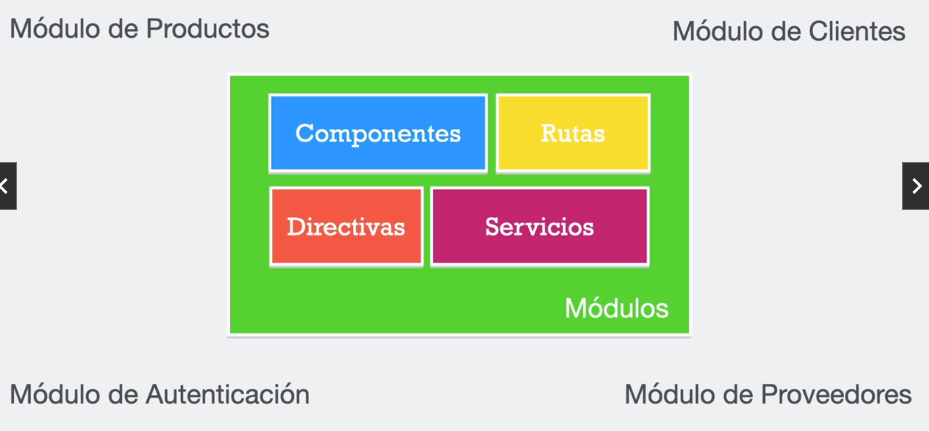 Módulo de Productos
Módulo de Clientes
Componentes
Rutas
Directivas
Servicios
Módulos
Módulo de Autenticación
Módulo de Proveedores